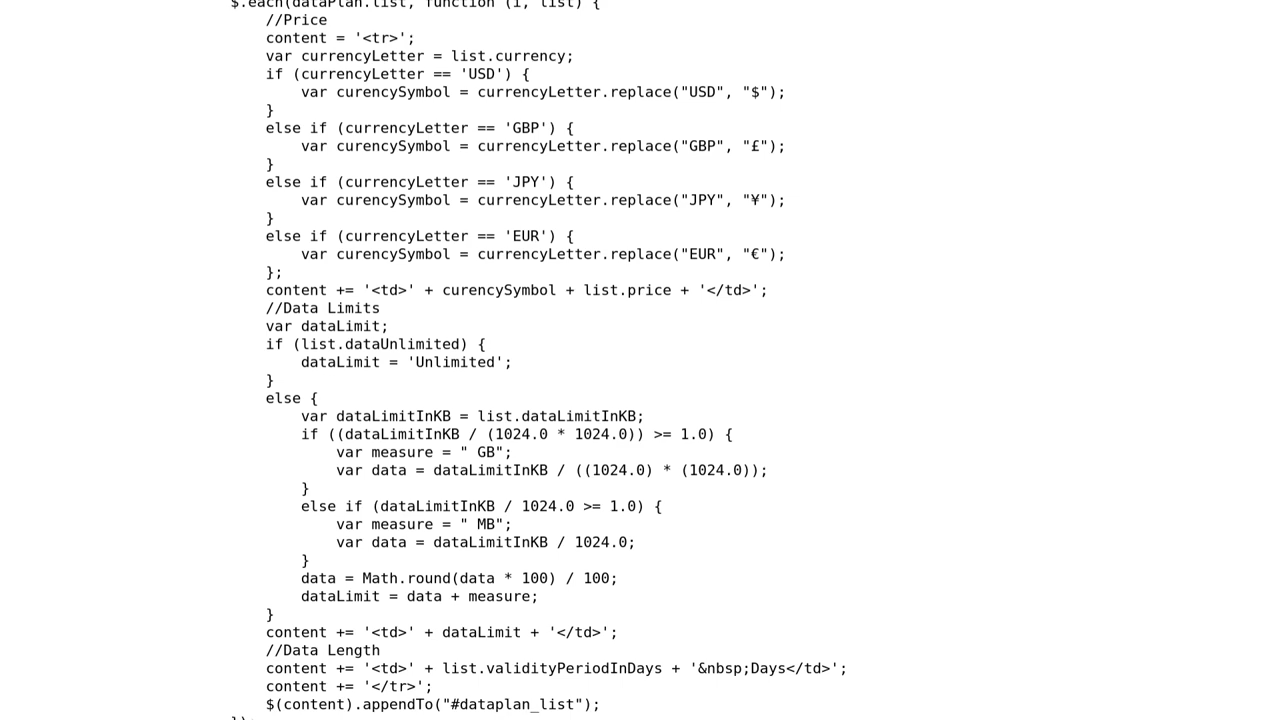 $.each(dataPlan.list, function (i, list) {
//Price
content = '<tr>';
var currencyLetter = list.currency;
if (currencyLetter == 'USD') {
var curencySymbol = currencyLetter.replace("USD", "$");
}
else if (currencyLetter == 'GBP') {
var curencySymbol = currencyLetter.replace("GBP", "£");
}
else if (currencyLetter == 'JPY') {
var curencySymbol = currencyLetter.replace("JPY", "¥");
}
else if (currencyLetter == 'EUR') {
var curencySymbol = currencyLetter.replace("EUR", "€");
};
content += '<td>' + curencySymbol + list.price + '</td>';
//Data Limits
var dataLimit;
if (list.dataUnlimited) {
dataLimit = 'Unlimited';
}
else {
var dataLimitInKB = list.dataLimitInKB;
if ((dataLimitInKB / (1024.0 * 1024.0)) >= 1.0) {
var measure = " GB";
var data = dataLimitInKB / ((1024.0) * (1024.0));
}
else if (dataLimitInKB / 1024.0 >= 1.0) {
var measure = " MB";
var data = dataLimitInKB / 1024.0;
}
data = Math.round(data * 100) / 100;
dataLimit = data + measure;
}
content += '<td>' + dataLimit + '</td>';
//Data Length
content += '<td>' + list.validityPeriodInDays + '&nbsp;Days</td>';
content += '</tr>';
$(content).appendTo("#dataplan_list");
});